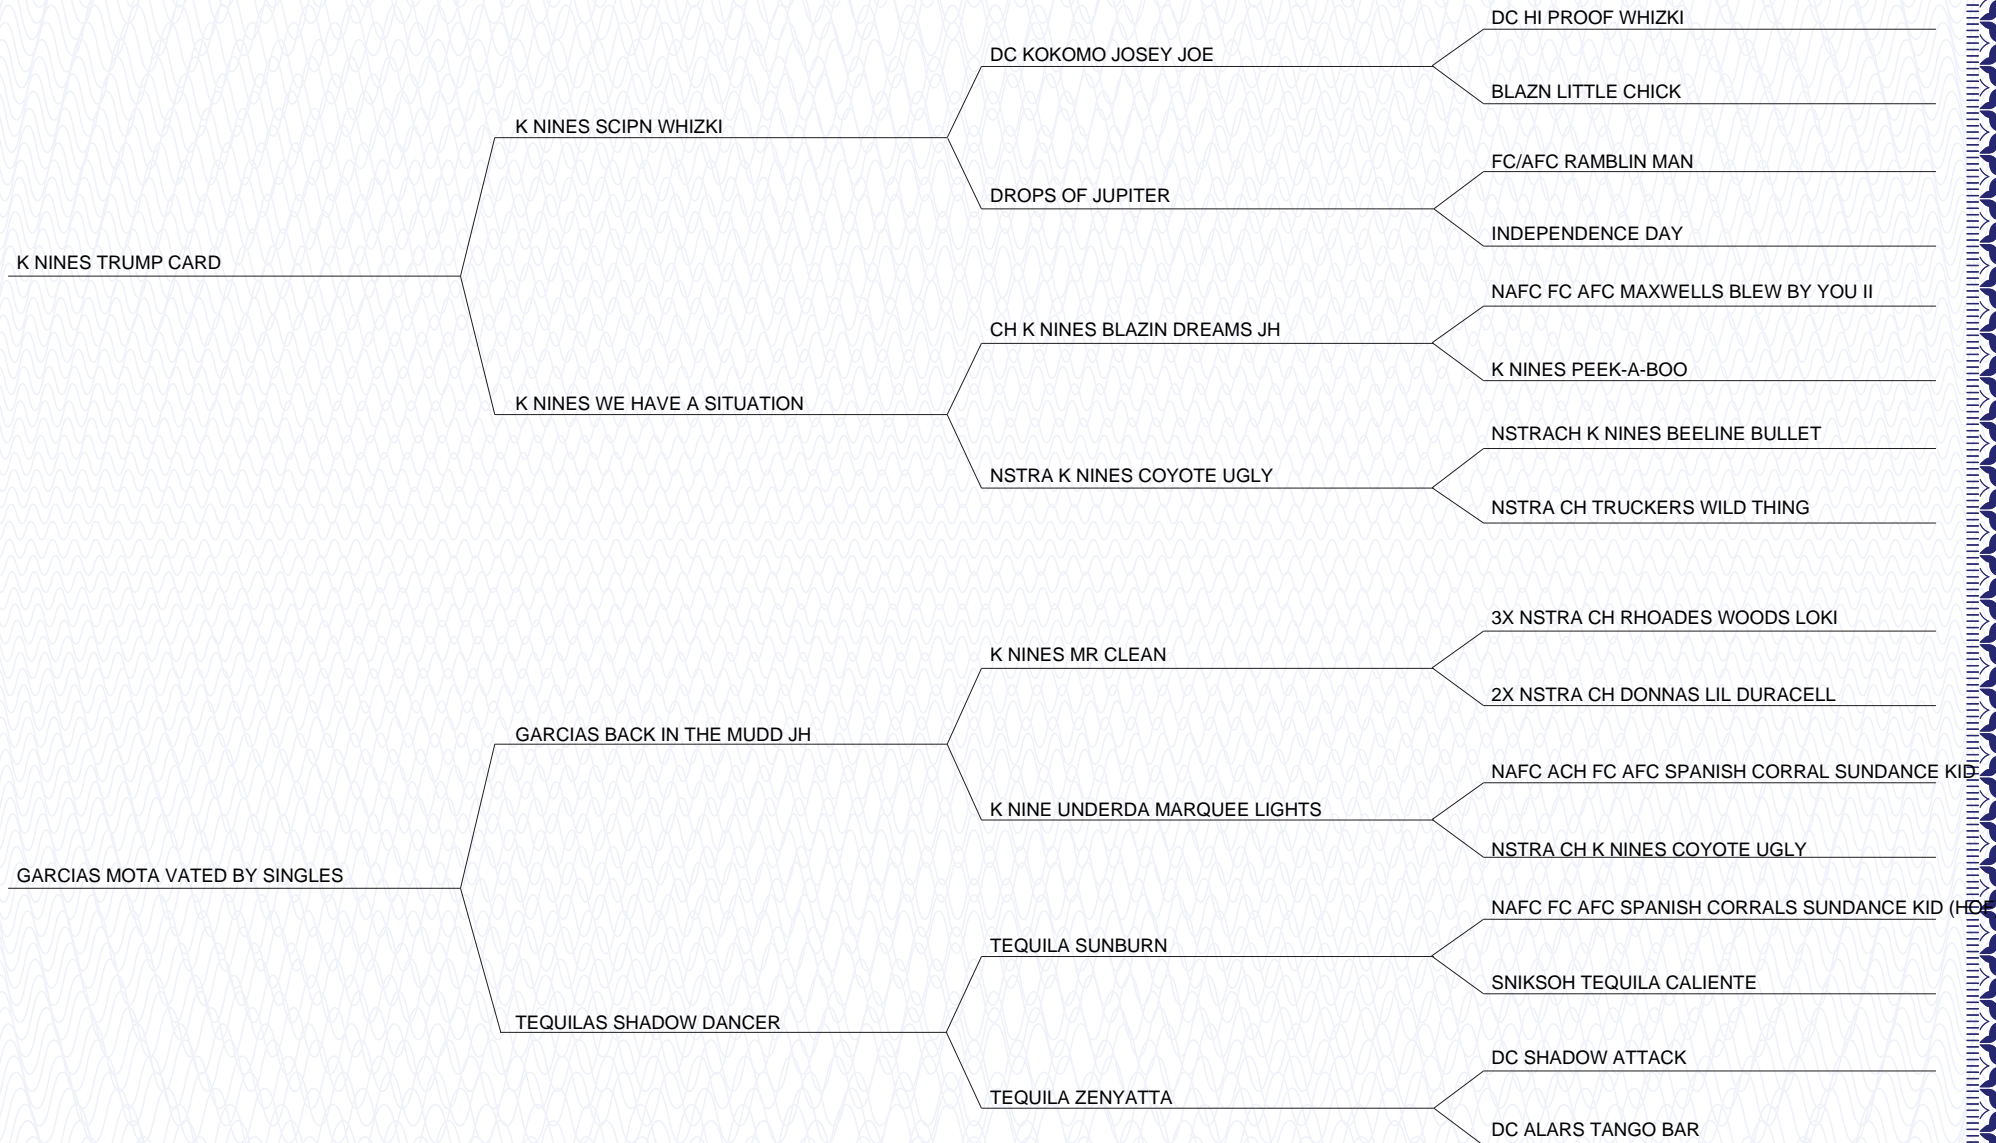 DC HI PROOF WHIZKI
DC KOKOMO JOSEY JOE
BLAZN LITTLE CHICK
K NINES SCIPN WHIZKI
FC/AFC RAMBLIN MAN
DROPS OF JUPITER
INDEPENDENCE DAY
K NINES TRUMP CARD
NAFC FC AFC MAXWELLS BLEW BY YOU II
CH K NINES BLAZIN DREAMS JH
K NINES PEEK-A-BOO
K NINES WE HAVE A SITUATION
NSTRACH K NINES BEELINE BULLET
NSTRA K NINES COYOTE UGLY
NSTRA CH TRUCKERS WILD THING
3X NSTRA CH RHOADES WOODS LOKI
K NINES MR CLEAN
2X NSTRA CH DONNAS LIL DURACELL
GARCIAS BACK IN THE MUDD JH
NAFC ACH FC AFC SPANISH CORRAL SUNDANCE KID
K NINE UNDERDA MARQUEE LIGHTS
NSTRA CH K NINES COYOTE UGLY
GARCIAS MOTA VATED BY SINGLES
NAFC FC AFC SPANISH CORRALS SUNDANCE KID (HOF
TEQUILA SUNBURN
SNIKSOH TEQUILA CALIENTE
TEQUILAS SHADOW DANCER
DC SHADOW ATTACK
TEQUILA ZENYATTA
DC ALARS TANGO BAR